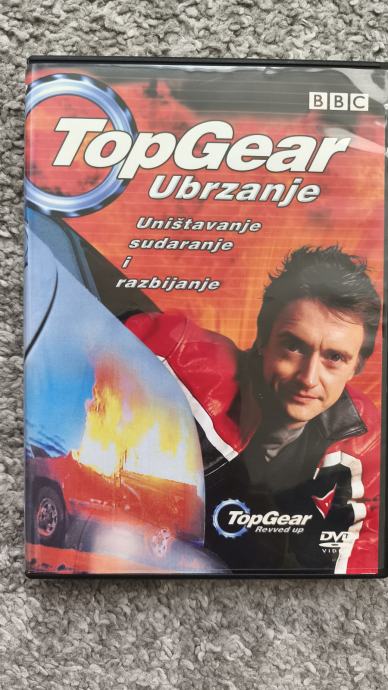 BBC
TopGear
Ubrzanje
Uništavanje
sudaranje
i
razbijanje
TopGear
Revved up
DVD
VIDEO